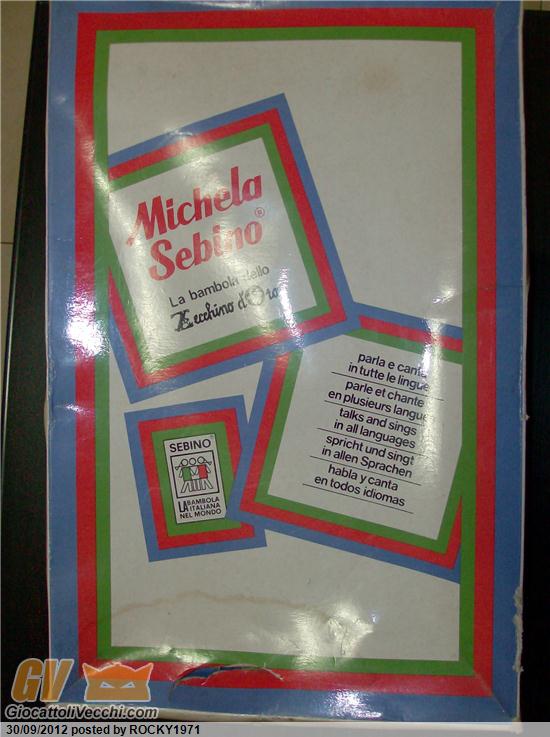 Michela
Sebino®
La bambola dello
Zecchino d'Oro
parla e canta
in tutte le lingue
parle et chante
en plusieurs langues
talks and sings
in all languages
spricht und singt
in allen Sprachen
habla y canta
en todos idiomas
SEBINO
LA BAMBOLA
ITALIANA
NEL MONDO
GV
GiocattoliVecchi.com
30/09/2012 posted by ROCKY1971